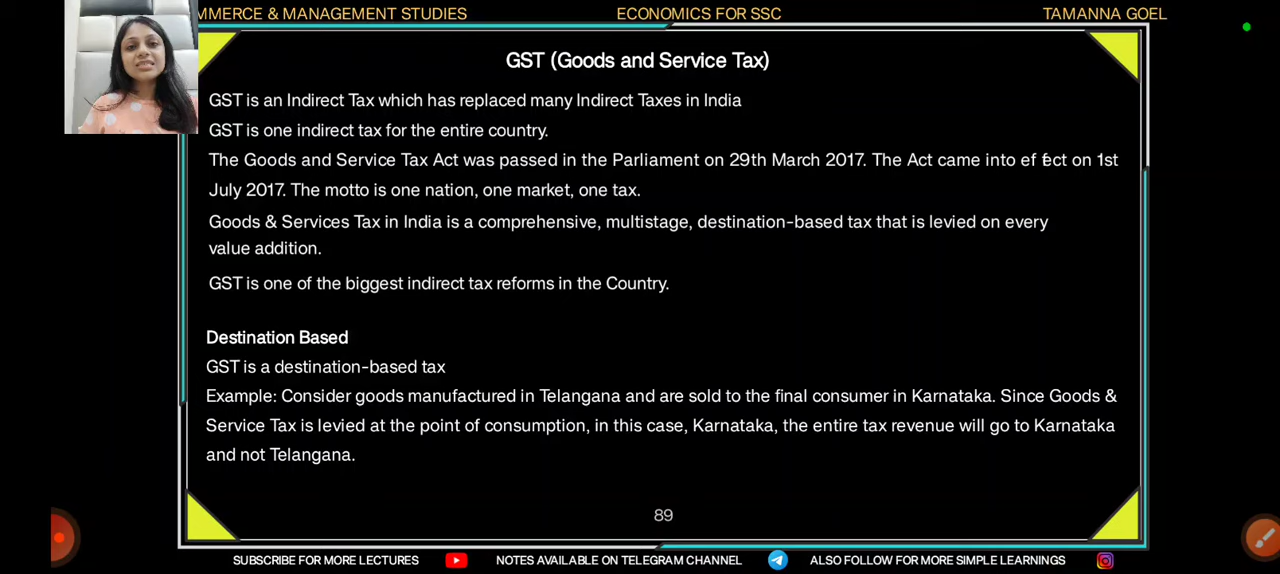 MMERCE & MANAGEMENT STUDIES ECONOMICS FOR SSC TAMANNA GOEL
GST (Goods and Service Tax)
GST is an Indirect Tax which has replaced many Indirect Taxes in India
GST is one indirect tax for the entire country.
The Goods and Service Tax Act was passed in the Parliament on 29th March 2017. The Act came into ef fect on 1st
July 2017. The motto is one nation, one market, one tax.
Goods & Services Tax in India is a comprehensive, multistage, destination-based tax that is levied on every
value addition.
GST is one of the biggest indirect tax reforms in the Country.
Destination Based
GST is a destination-based tax
Example: Consider goods manufactured in Telangana and are sold to the final consumer in Karnataka. Since Goods &
Service Tax is levied at the point of consumption, in this case, Karnataka, the entire tax revenue will go to Karnataka
and not Telangana.
89
SUBSCRIBE FOR MORE LECTURES NOTES AVAILABLE ON TELEGRAM CHANNEL ALSO FOLLOW FOR MORE SIMPLE LEARNINGS